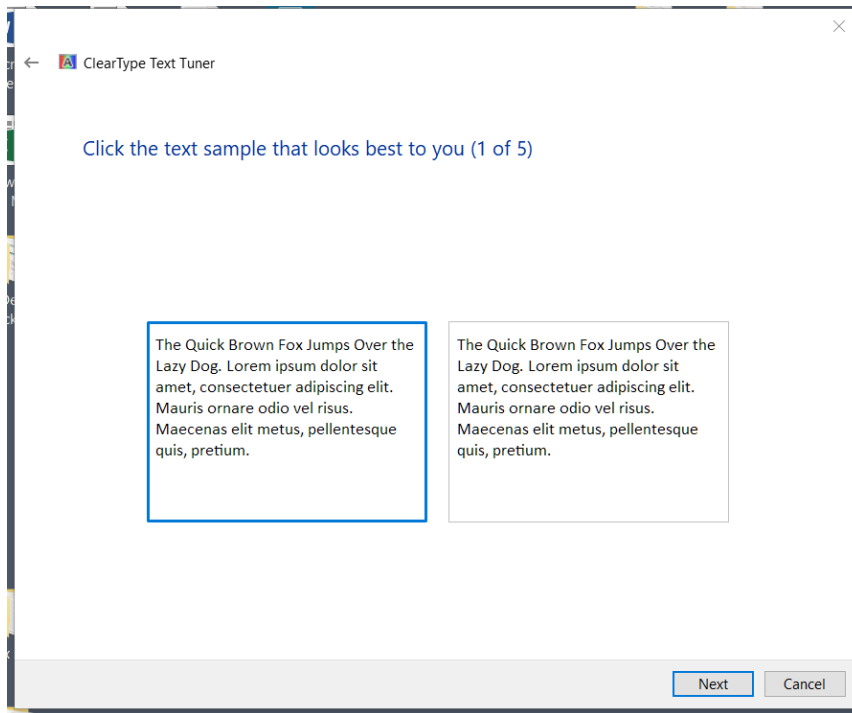 ClearType Text Tuner
Click the text sample that looks best to you (1 of 5)
The Quick Brown Fox Jumps Over the
Lazy Dog. Lorem ipsum dolor sit
amet, consectetuer adipiscing elit.
Mauris ornare odio vel risus.
Maecenas elit metus, pellentesque
quis, pretium.
The Quick Brown Fox Jumps Over the
Lazy Dog. Lorem ipsum dolor sit
amet, consectetuer adipiscing elit.
Mauris ornare odio vel risus.
Maecenas elit metus, pellentesque
quis, pretium.
Next
Cancel